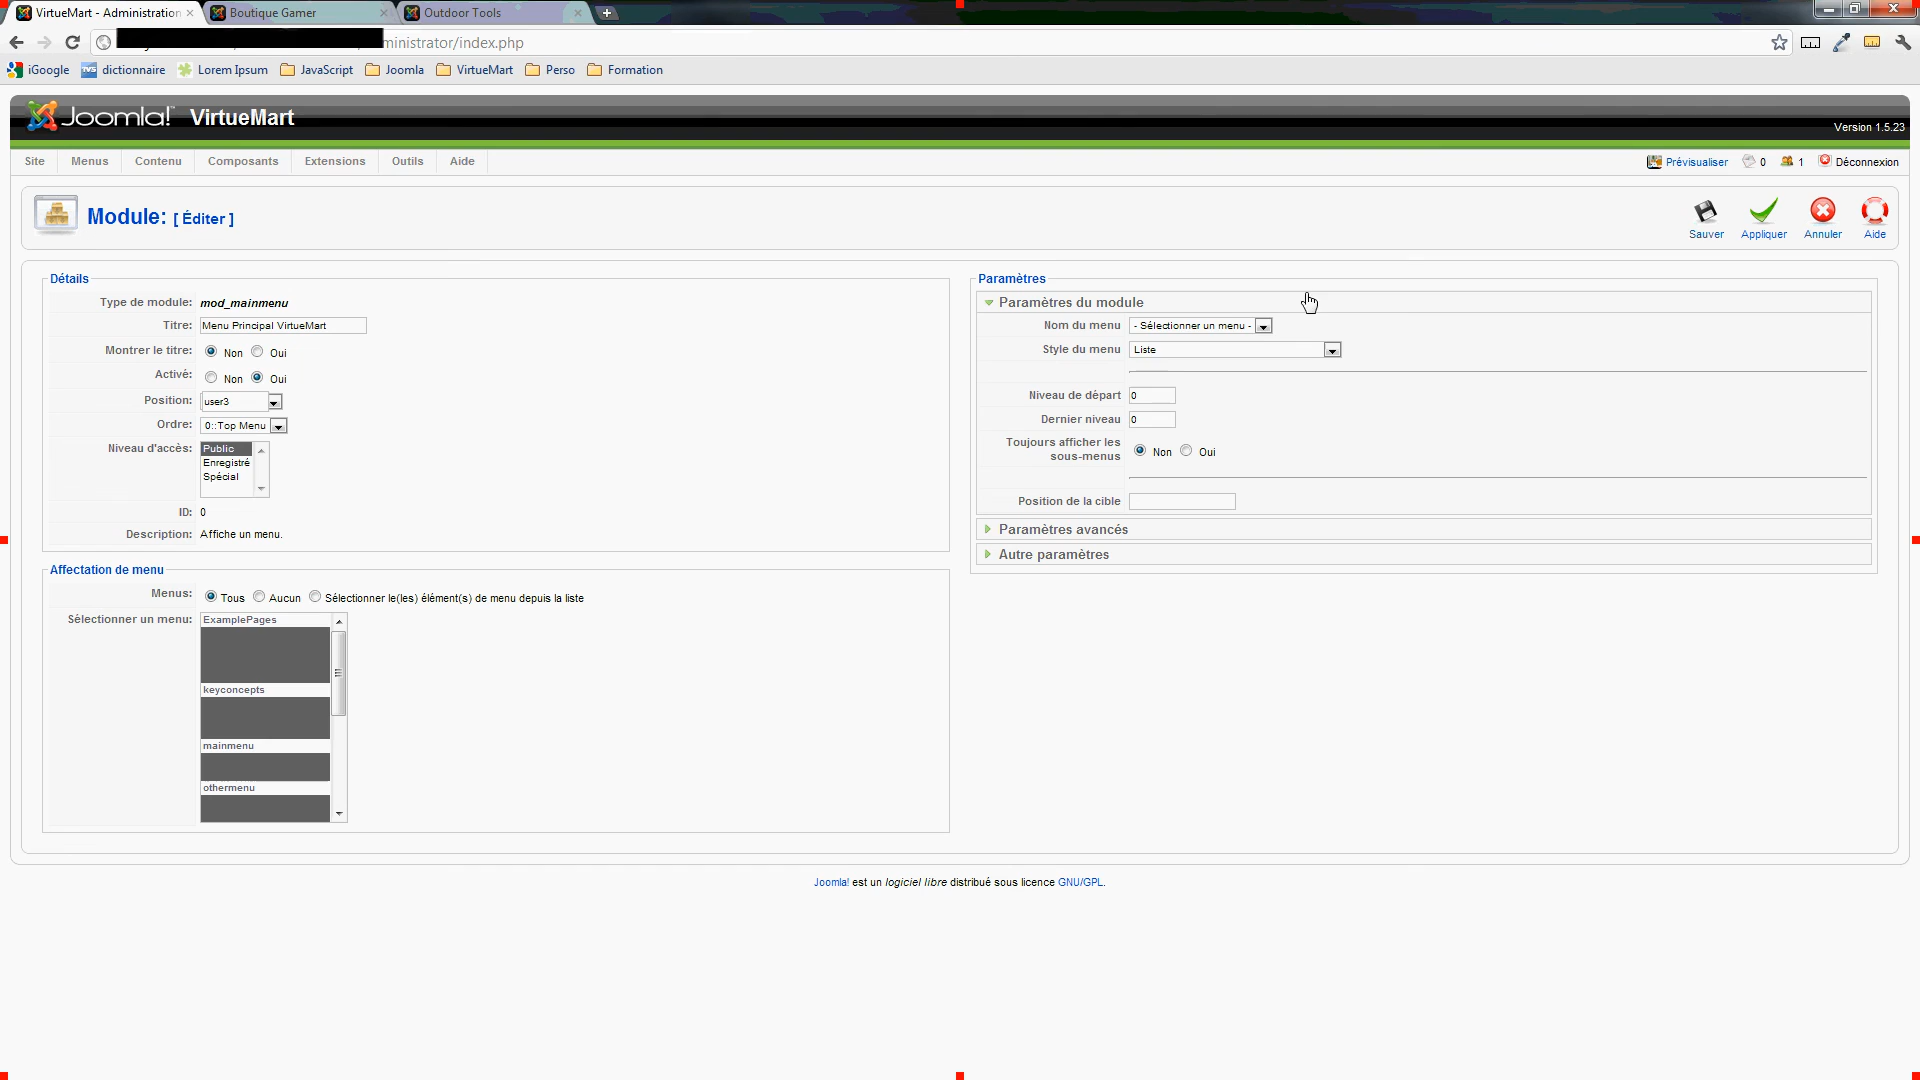 VirtueMart - Administration
Boutique Gamer
Outdoor Tools
ministrator/index.php
iGoogle dictionnaire Lorem Ipsum JavaScript Joomla VirtueMart Perso Formation
Joomla! VirtueMart
Version 1.5.23
Site Menus Contenu Composants Extensions Outils Aide
Prévisualiser 0 1 Déconnexion
Module: [ Éditer ]
Sauver Appliquer Annuler Aide
Détails
Type de module: mod_mainmenu
Titre: Menu Principal VirtueMart
Montrer le titre: Non Oui
Activé: Non Oui
Position: user3
Ordre: 0::Top Menu
Niveau d'accès: Public
Enregistré
Spécial
ID: 0
Description: Affiche un menu.
Affectation de menu
Menus: Tous Aucun Sélectionner le(les) élément(s) de menu depuis la liste
Sélectionner un menu: ExamplePages
keyconcepts
mainmenu
othermenu
Paramètres
Paramètres du module
Nom du menu - Sélectionner un menu -
Style du menu Liste
Niveau de départ 0
Dernier niveau 0
Toujours afficher les
sous-menus Non Oui
Position de la cible
Paramètres avancés
Autre paramètres
Joomla! est un logiciel libre distribué sous licence GNU/GPL.